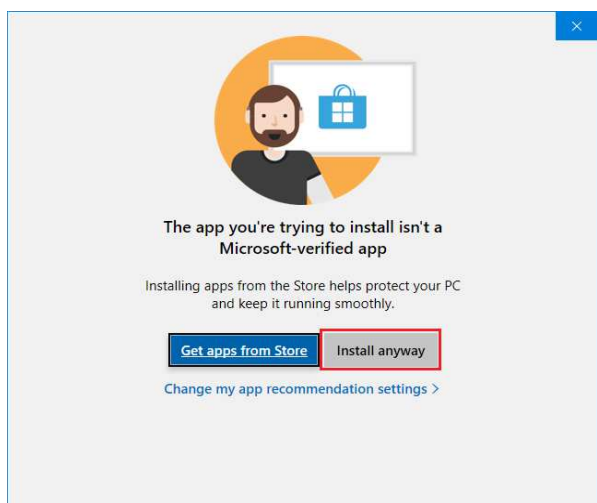 The app you're trying to install isn't a
Microsoft-verified app
Installing apps from the Store helps protect your PC
and keep it running smoothly.
Get apps from Store
Install anyway
Change my app recommendation settings >